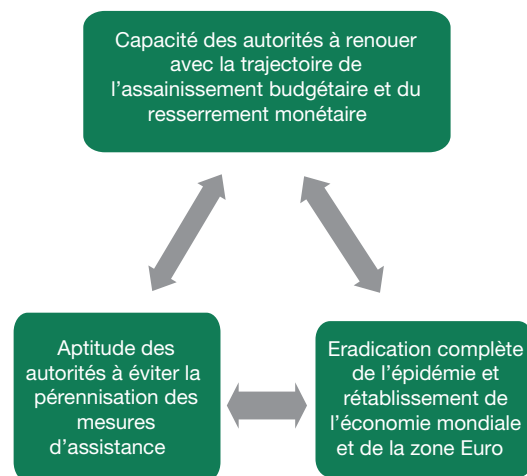 Capacité des autorités à renouer
avec la trajectoire de
l'assainissement budgétaire et du
resserrement monétaire
Aptitude des
autorités à éviter la
pérennisation des
mesures
d'assistance
Eradication complète
de l'épidémie et
rétablissement de
l'économie mondiale
et de la zone Euro